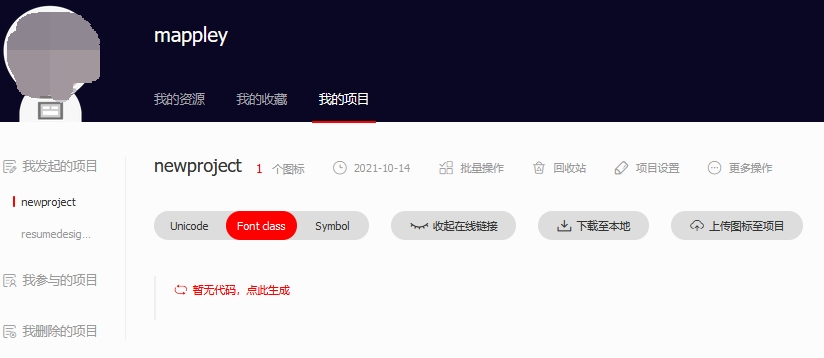 mappley
我的资源 我的收藏 我的项目
我发起的项目
newproject
resumedesig...
我参与的项目
我删除的项目
newproject 1 个图标 2021-10-14 批量操作 回收站 项目设置 更多操作
Unicode Font class Symbol 收起在线链接 下载至本地 上传图标至项目
暂无代码，点此生成